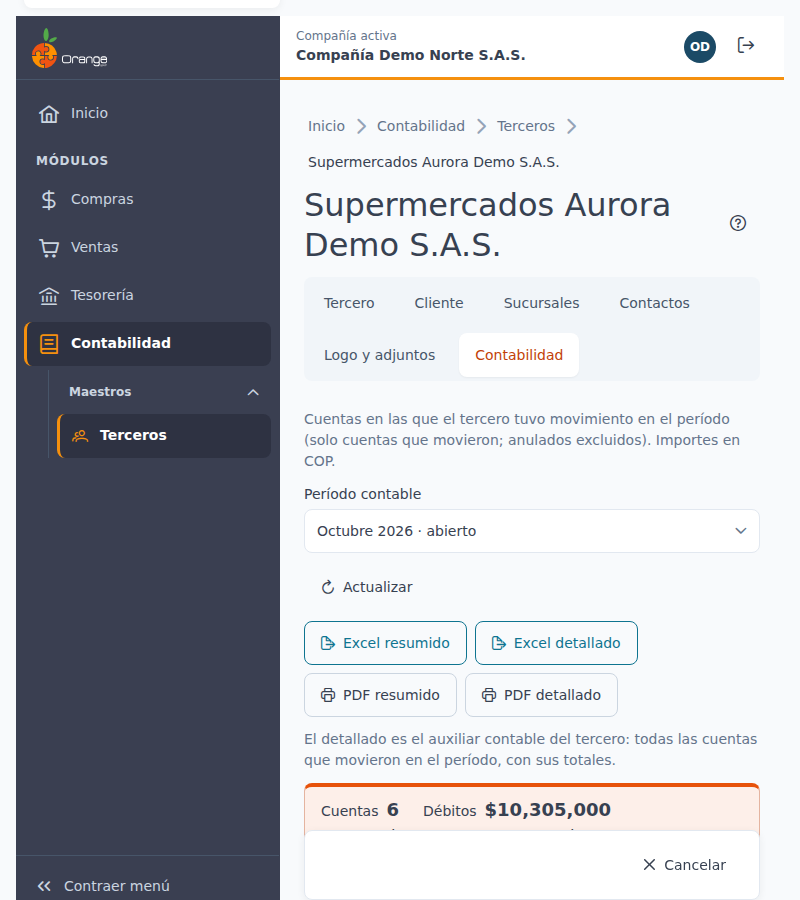 Orange
Inicio
MÓDULOS
Compras
Ventas
Tesorería
Contabilidad
Maestros
Terceros
Contraer menú
Compañía activa
Compañía Demo Norte S.A.S.
OD
Inicio
Contabilidad
Terceros
Supermercados Aurora Demo S.A.S.
Supermercados Aurora
Demo S.A.S.
Tercero
Cliente
Sucursales
Contactos
Logo y adjuntos
Contabilidad
Cuentas en las que el tercero tuvo movimiento en el período
(solo cuentas que movieron; anulados excluidos). Importes en
COP.
Período contable
Octubre 2026 · abierto
Actualizar
Excel resumido
Excel detallado
PDF resumido
PDF detallado
El detallado es el auxiliar contable del tercero: todas las cuentas
que movieron en el período, con sus totales.
Cuentas 6 Débitos $10,305,000
Cancelar